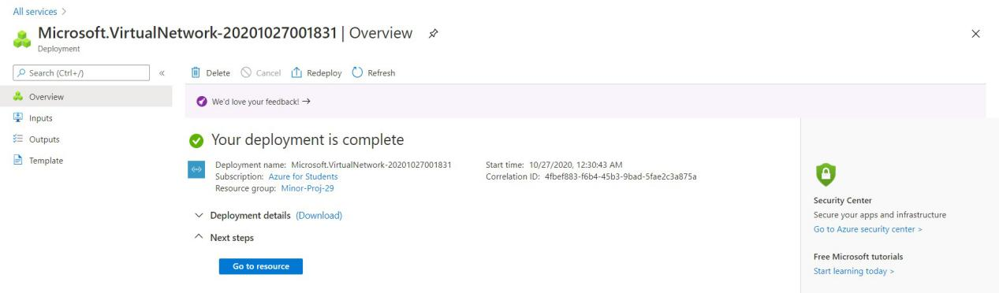 All services >
Microsoft.VirtualNetwork-20201027001831 | Overview
Deployment
Search (Ctrl+/)
«
Delete
Cancel
Redeploy
Refresh
Overview
Inputs
Outputs
Template
We'd love your feedback! →
Your deployment is complete
Deployment name: Microsoft.VirtualNetwork-20201027001831
Subscription: Azure for Students
Resource group: Minor-Proj-29
Start time: 10/27/2020, 12:30:43 AM
Correlation ID: 4fbef883-f6b4-45b3-9bad-5fae2c3a875a
Deployment details (Download)
Next steps
Go to resource
Security Center
Secure your apps and infrastructure
Go to Azure security center >
Free Microsoft tutorials
Start learning today >